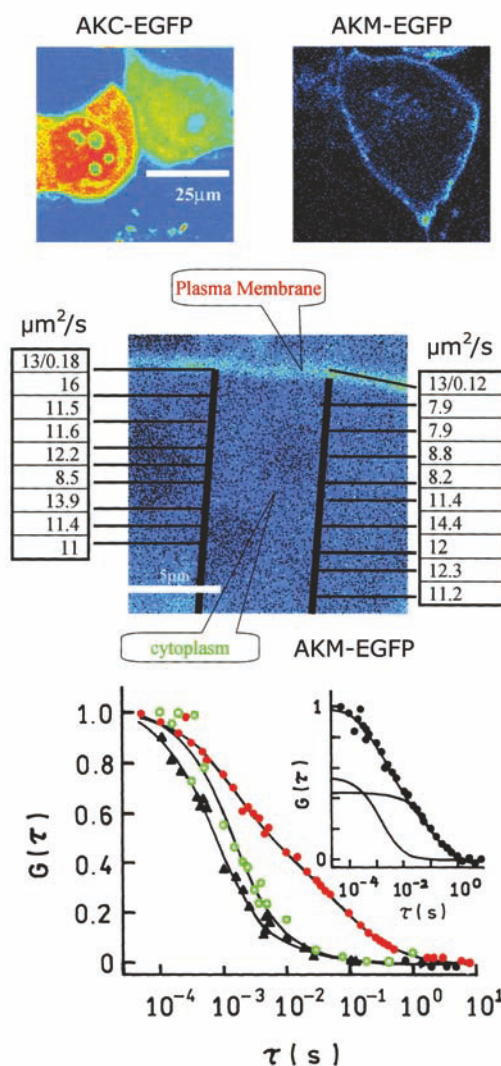 AKC-EGFP
AKM-EGFP
25μm
Plasma Membrane
μm²/s
μm²/s
13/0.18
16
11.5
11.6
12.2
8.5
13.9
11.4
11
13/0.12
7.9
7.9
8.8
8.2
11.4
14.4
12
12.3
11.2
5μm
cytoplasm
AKM-EGFP
1.0
0.8
0.6
0.4
0.2
0
G(τ)
10⁻⁴ 10⁻³ 10⁻² 10⁻¹ 10⁰ 10¹
τ(s)
1
0
G(τ)
10⁻⁴ 10⁻² 10⁰
τ(s)